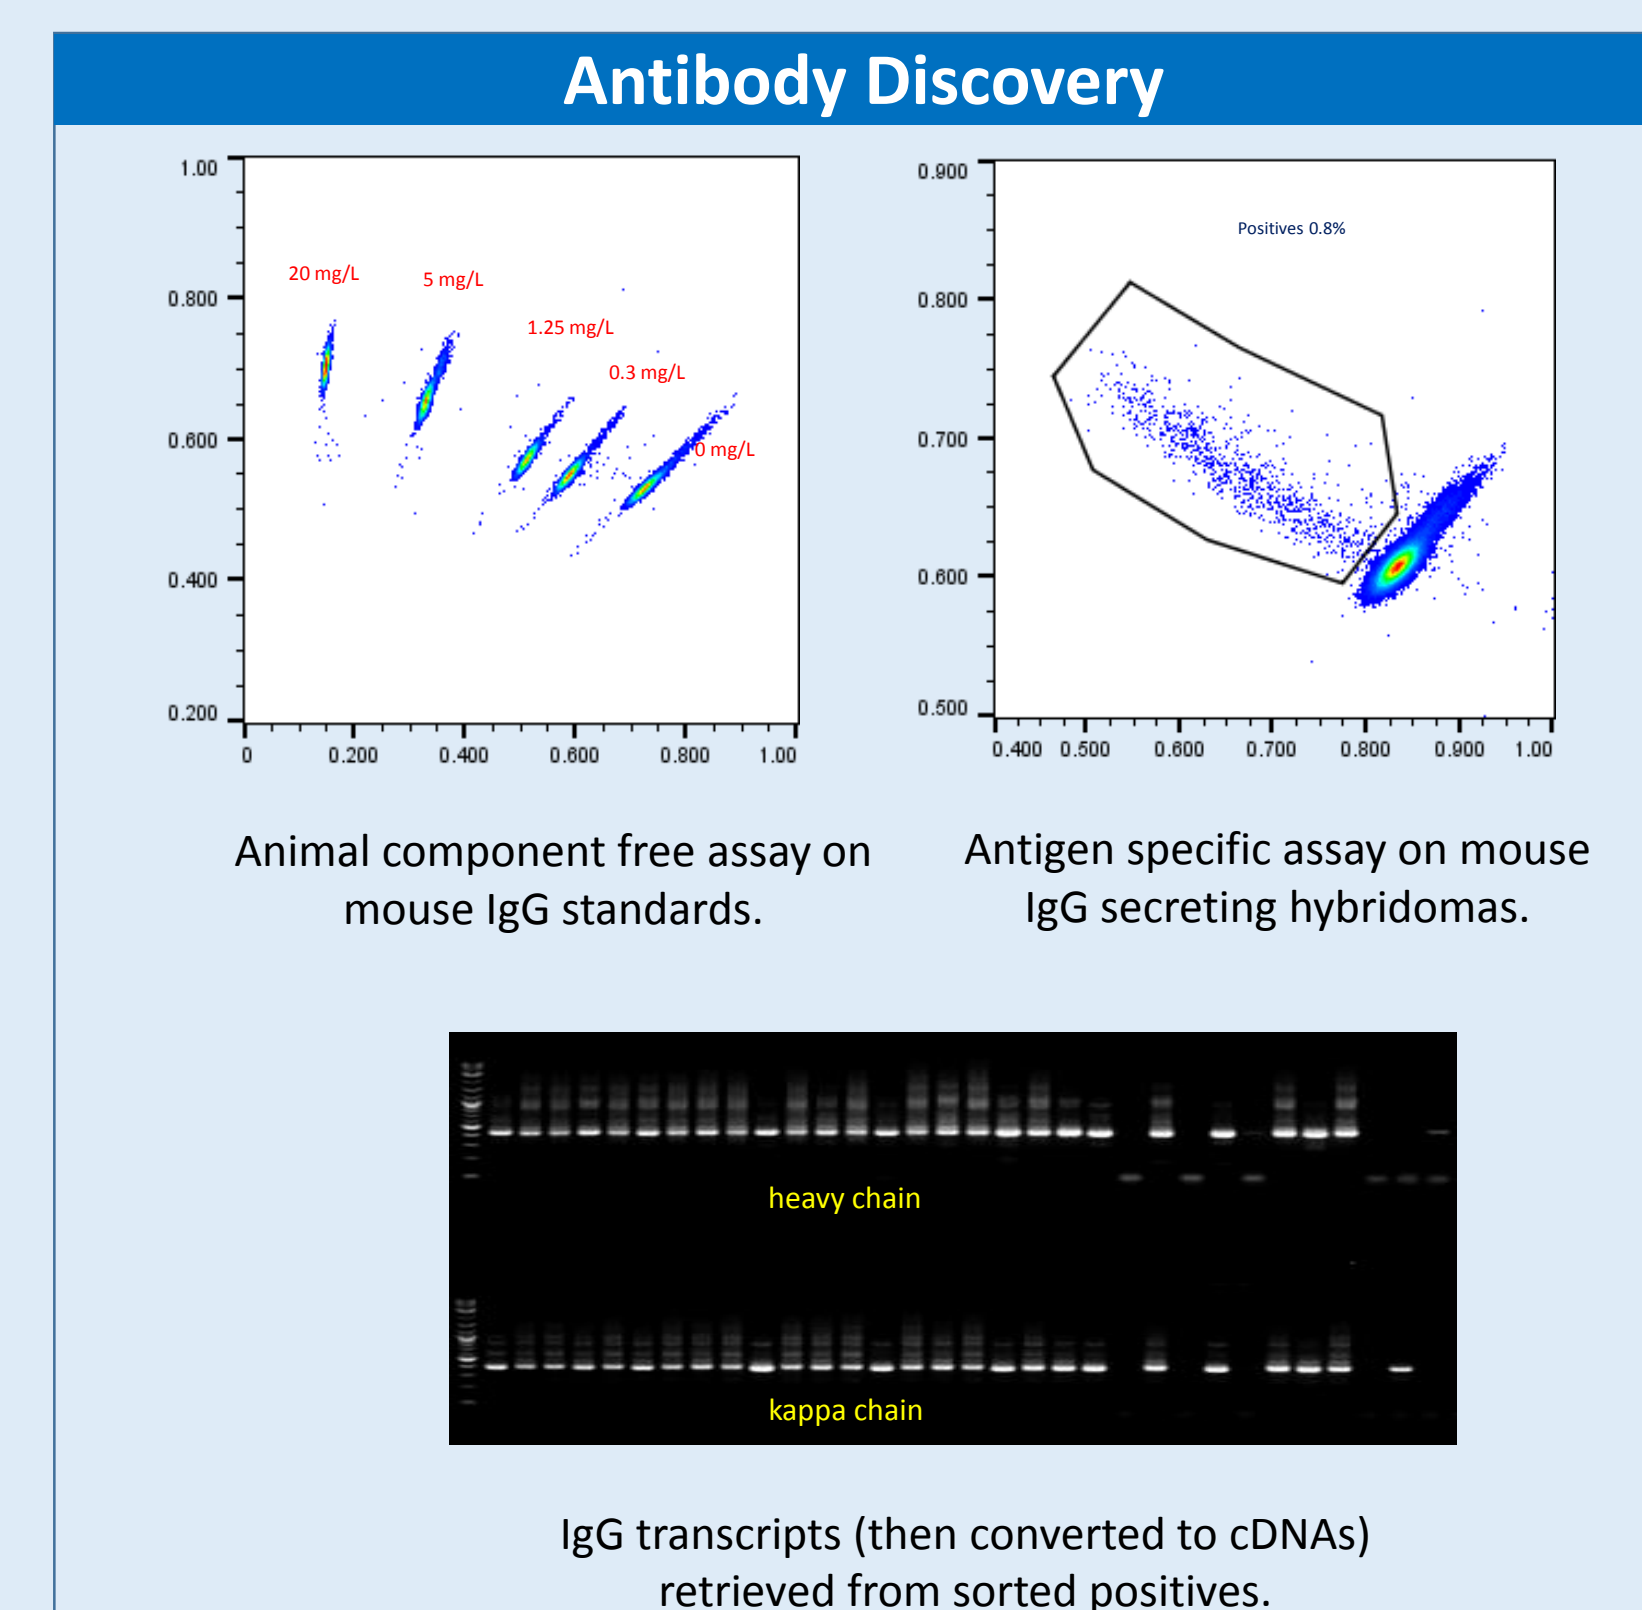 Antibody Discovery
1.00
0.800
0.600
0.400
0.200
0 0.200 0.400 0.600 0.800 1.00
20 mg/L
5 mg/L
1.25 mg/L
0.3 mg/L
0 mg/L
Animal component free assay on
mouse IgG standards.
0.900
0.800
0.700
0.600
0.500
0.400 0.500 0.600 0.700 0.800 0.900 1.00
Positives 0.8%
Antigen specific assay on mouse
IgG secreting hybridomas.
heavy chain
kappa chain
IgG transcripts (then converted to cDNAs)
retrieved from sorted positives.